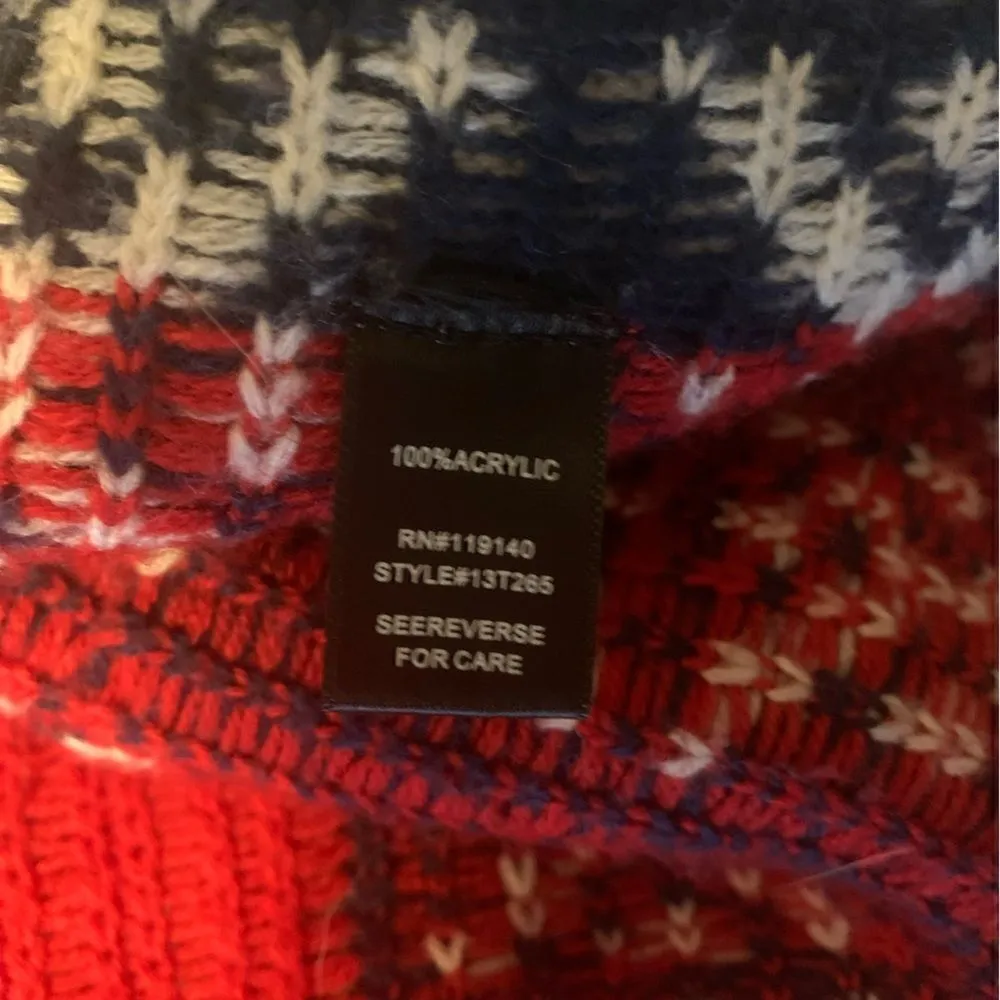 100%ACRYLIC
RN#119140
STYLE#13T265
SEEREVERSE
FOR CARE